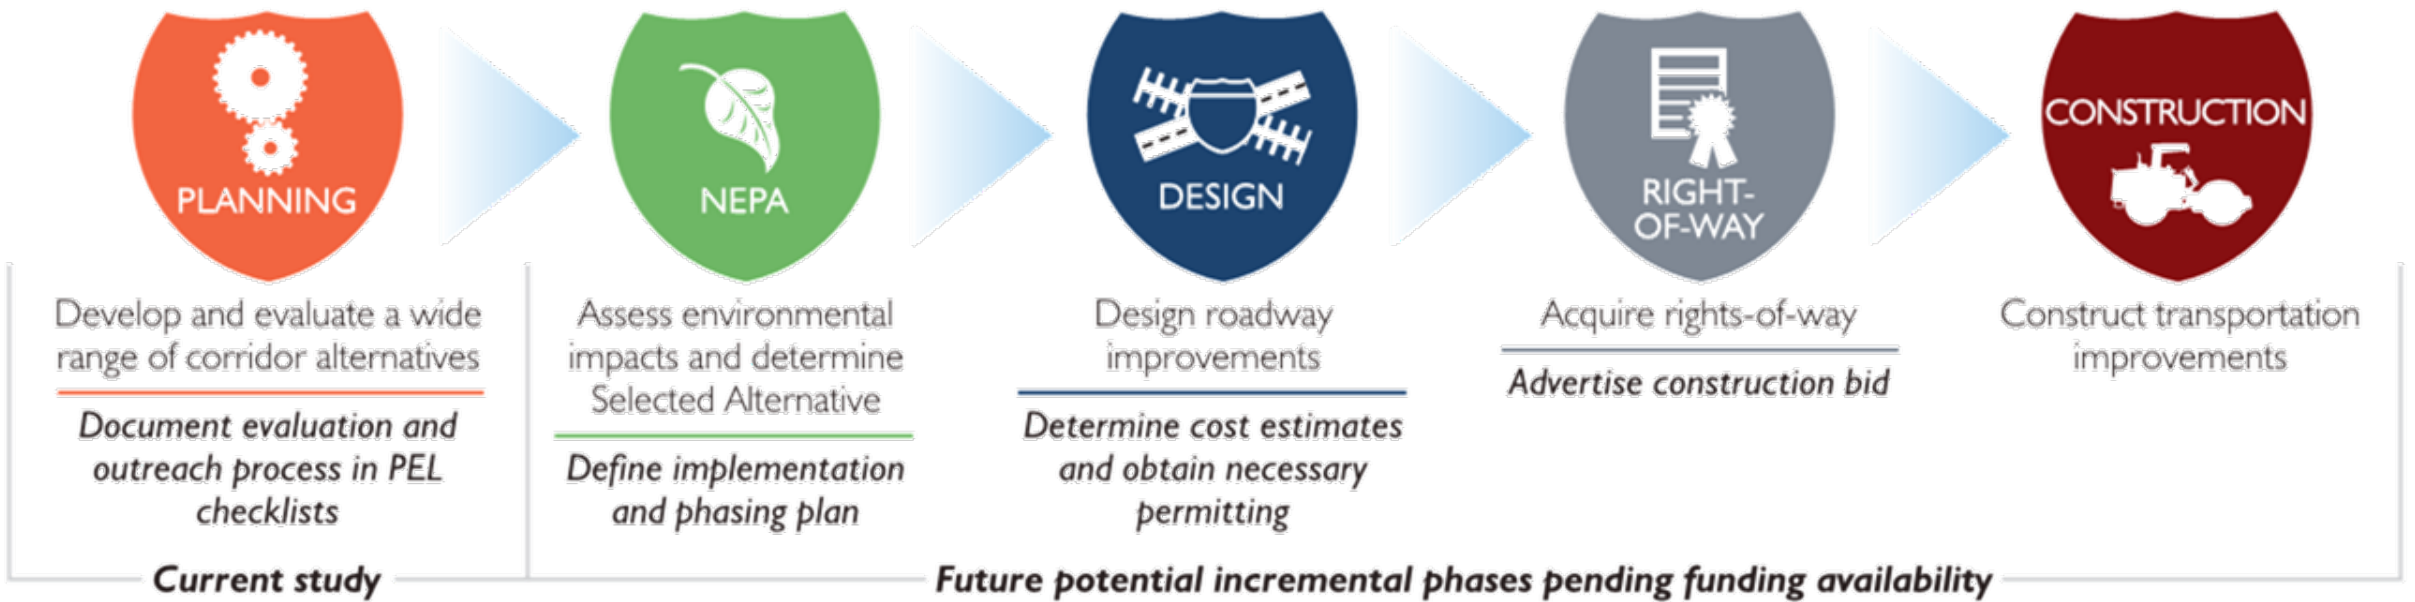 PLANNING
Develop and evaluate a wide
range of corridor alternatives
Document evaluation and
outreach process in PEL
checklists
NEPA
Assess environmental
impacts and determine
Selected Alternative
Define implementation
and phasing plan
DESIGN
Design roadway
improvements
Determine cost estimates
and obtain necessary
permitting
RIGHT-
OF-WAY
Acquire rights-of-way
Advertise construction bid
CONSTRUCTION
Construct transportation
improvements
Current study
Future potential incremental phases pending funding availability